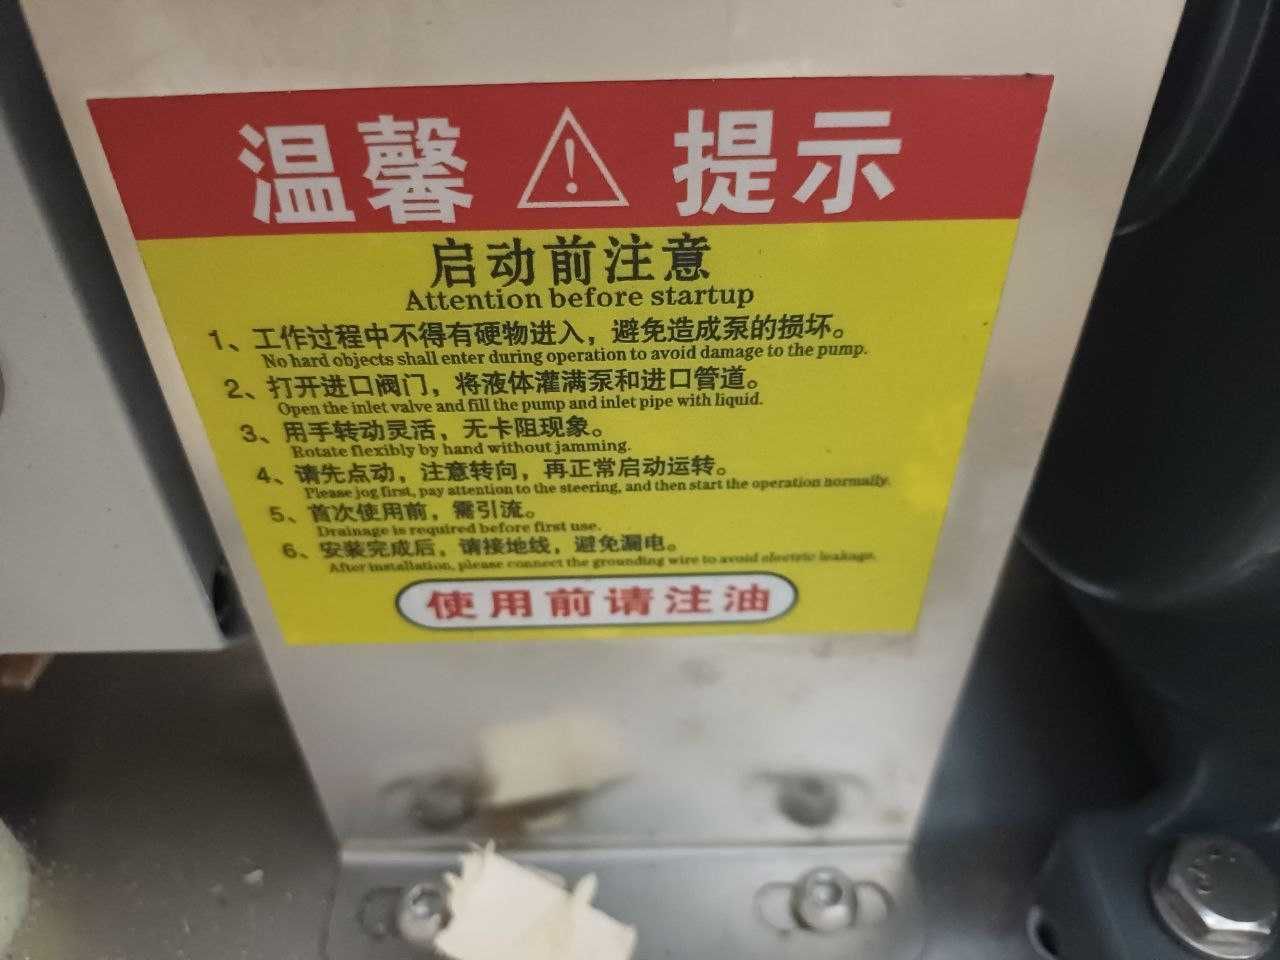 温馨 ! 提示
启动前注意
Attention before startup
1、工作过程中不得有硬物进入，避免造成泵的损坏。
No hard objects shall enter during operation to avoid damage to the pump.
2、打开进口阀门，将液体灌满泵和进口管道。
Open the inlet valve and fill the pump and inlet pipe with liquid.
3、用手转动灵活，无卡阻现象。
Rotate flexibly by hand without jamming.
4、请先点动，注意转向，再正常启动运转。
Please jog first, pay attention to the steering, and then start the operation normally.
5、首次使用前，需引流。
Drainage is required before first use.
6、安装完成后，请接地线，避免漏电。
After installation, please connect the grounding wire to avoid electric leakage.
使用前请注油